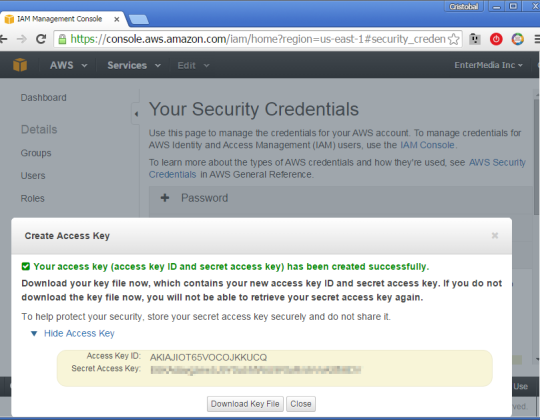 Cristobal
IAM Management Console
https://console.aws.amazon.com/iam/home?region=us-east-1#security_creden
AWS Services Edit EnterMedia Inc
Dashboard
Details
Groups
Users
Roles
Your Security Credentials
Use this page to manage the credentials for your AWS account. To manage credentials for
AWS Identity and Access Management (IAM) users, use the IAM Console.
To learn more about the types of AWS credentials and how they're used, see AWS Security
Credentials in AWS General Reference.
Password
Create Access Key
Your access key (access key ID and secret access key) has been created successfully.
Download your key file now, which contains your new access key ID and secret access key. If you do not
download the key file now, you will not be able to retrieve your secret access key again.
To help protect your security, store your secret access key securely and do not share it.
Hide Access Key
Access Key ID: AKIAJIOT65VOCOJKKUCQ
Secret Access Key:
Download Key File Close
Use
served.